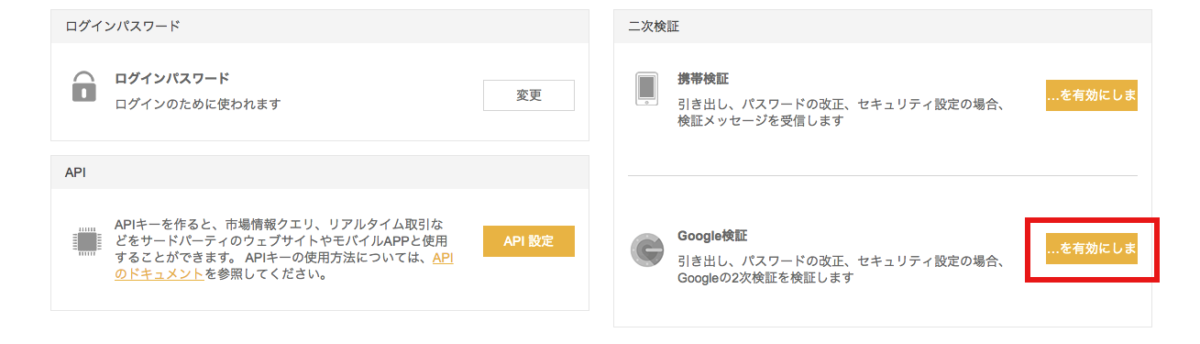 ログインパスワード
ログインパスワード
ログインのために使われます
変更
API
APIキーを作ると、市場情報クエリ、リアルタイム取引な
どをサードパーティのウェブサイトやモバイルAPPと使用
することができます。 APIキーの使用方法については、API
のドキュメントを参照してください。
API 設定
二次検証
携帯検証
引き出し、パスワードの改正、セキュリティ設定の場合、
検証メッセージを受信します
...を有効にしま
Google検証
引き出し、パスワードの改正、セキュリティ設定の場合、
Googleの2次検証を検証します
...を有効にしま